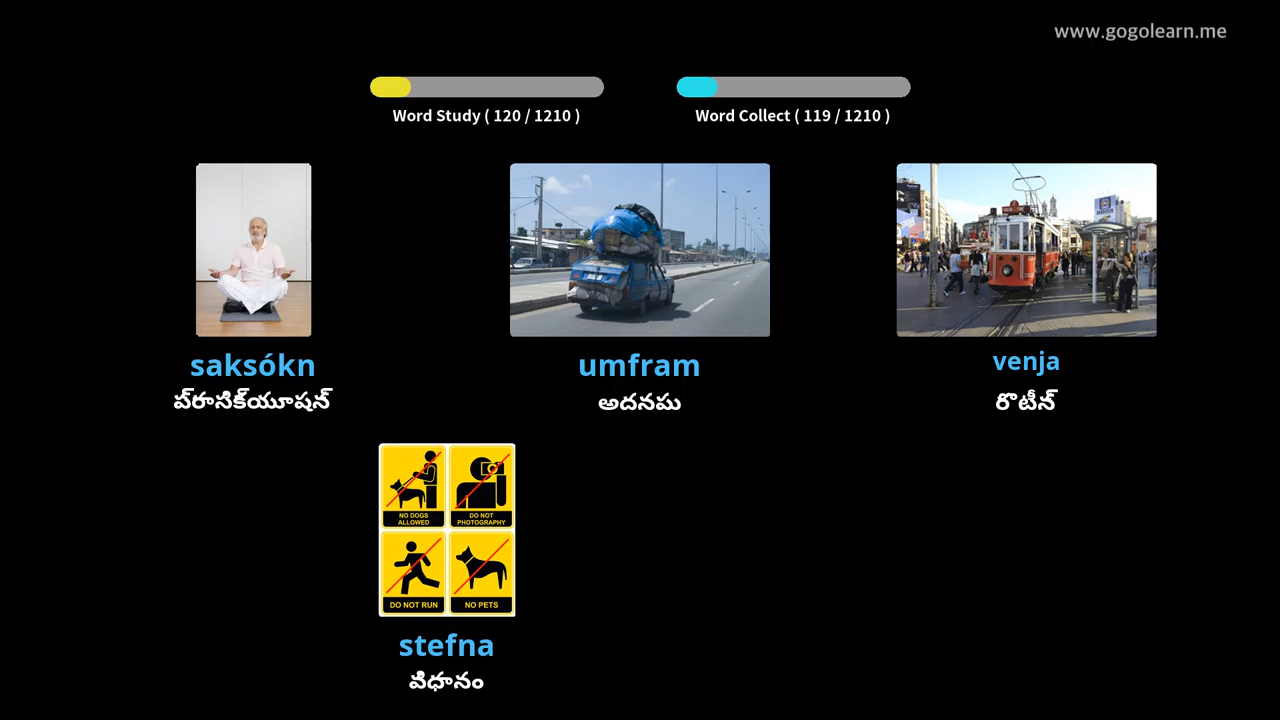 www.gogolearn.me
Word Study ( 120 / 1210 )
Word Collect ( 119 / 1210 )
saksókn
ప్రాసిక్యూషన్
umfram
అదనపు
venja
రొటీన్
NO DOGS
ALLOWED
DO NOT
PHOTOGRAPHY
DO NOT RUN
NO PETS
stefna
విధానం